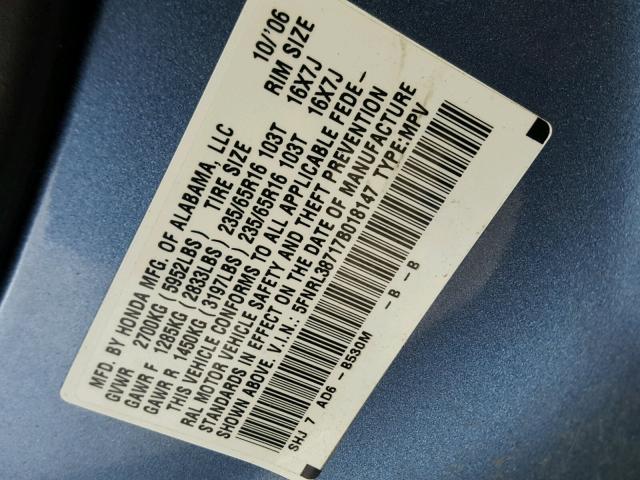 MFD. BY HONDA MFG. OF ALABAMA, LLC 10/'06
GVWR 2700KG (5952LBS) TIRE SIZE RIM SIZE
GAWR F 1285KG (2833LBS) 235/65R16 103T 16X7J
GAWR R 1450KG (3197LBS) 235/65R16 103T 16X7J
THIS VEHICLE CONFORMS TO ALL APPLICABLE FEDE-
RAL MOTOR VEHICLE SAFETY AND THEFT PREVENTION
STANDARDS IN EFFECT ON THE DATE OF MANUFACTURE
SHOWN ABOVE. V.I.N.: 5FNRL38717B018147 TYPE:MPV
SHJ 7 AD6 - B530M - B - B